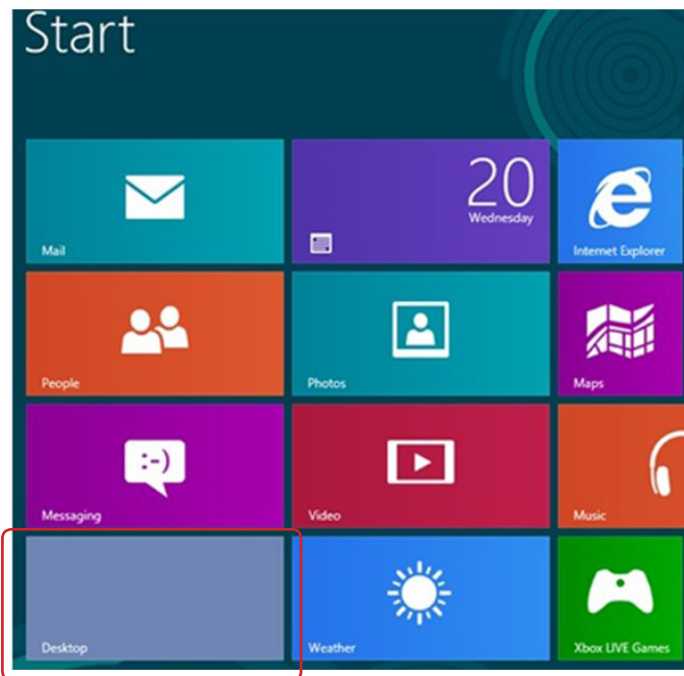 Start
Mail
20
Wednesday
Internet Explorer
People
Photos
Maps
:-)
Messaging
Video
Music
Desktop
Weather
Xbox LIVE Games